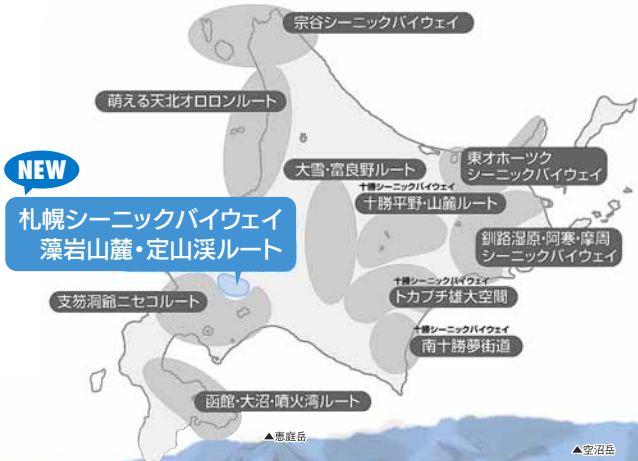 宗谷シーニックバイウェイ
萌える天北オロロンルート
NEW
札幌シーニックバイウェイ
藻岩山麓・定山渓ルート
大雪・富良野ルート
東オホーツク
シーニックバイウェイ
十勝シーニックバイウェイ
十勝平野・山麓ルート
釧路湿原・阿寒・摩周
シーニックバイウェイ
支笏洞爺ニセコルート
十勝シーニックバイウェイ
トカプチ雄大空間
十勝シーニックバイウェイ
南十勝夢街道
函館・大沼・噴火湾ルート
▲恵庭岳
▲空沼岳